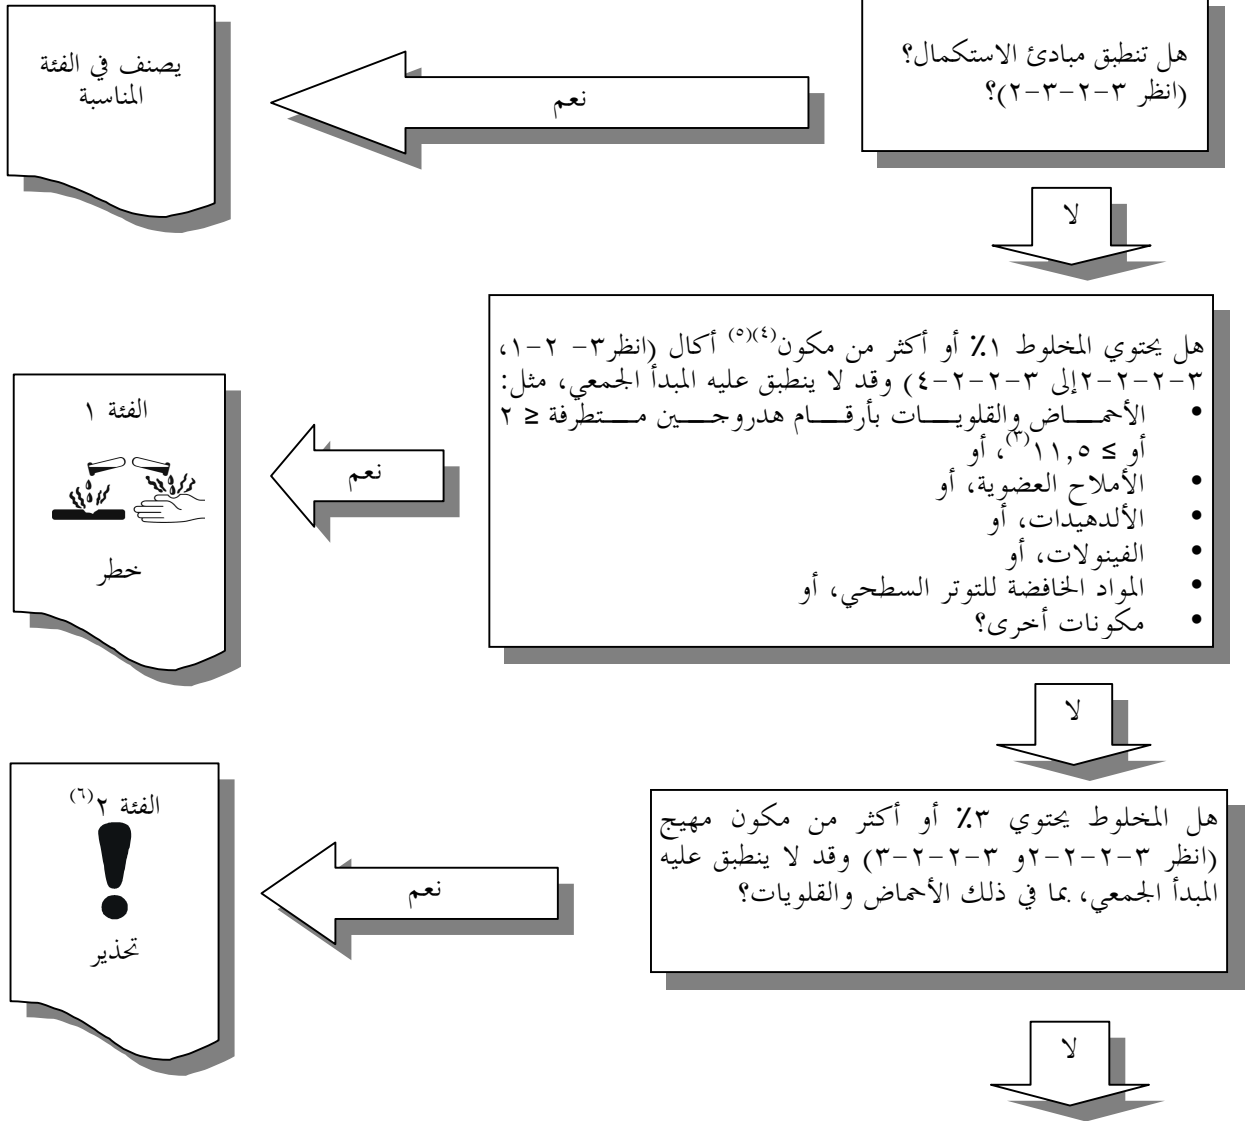 هل تنطبق مبادئ الاستكمال؟
(انظر ٣-٢-٣-٢)؟
نعم
يصنف في الفئة
المناسبة
لا
هل يحتوي المخلوط ١٪ أو أكثر من مكون(٤)(٥) أكال (انظر٣- ٢-١،
٣-٢-٢-٢إلى ٣-٢-٢-٤) وقد لا ينطبق عليه المبدأ الجمعي، مثل:
• الأحماض والقلويات بأرقام هدروجين متطرفة ≤ ٢
أو ≥ ١١,٥(٣)، أو
• الأملاح العضوية، أو
• الألدهيدات، أو
• الفينولات، أو
• المواد الخافضة للتوتر السطحي، أو
• مكونات أخرى؟
نعم
الفئة ١
خطر
لا
هل المخلوط يحتوي ٣٪ أو أكثر من مكون مهيج
(انظر ٣-٢-٢-٢و ٣-٢-٢-٣) وقد لا ينطبق عليه
المبدأ الجمعي، بما في ذلك الأحماض والقلويات؟
نعم
الفئة ٢(٦)
تحذير
لا